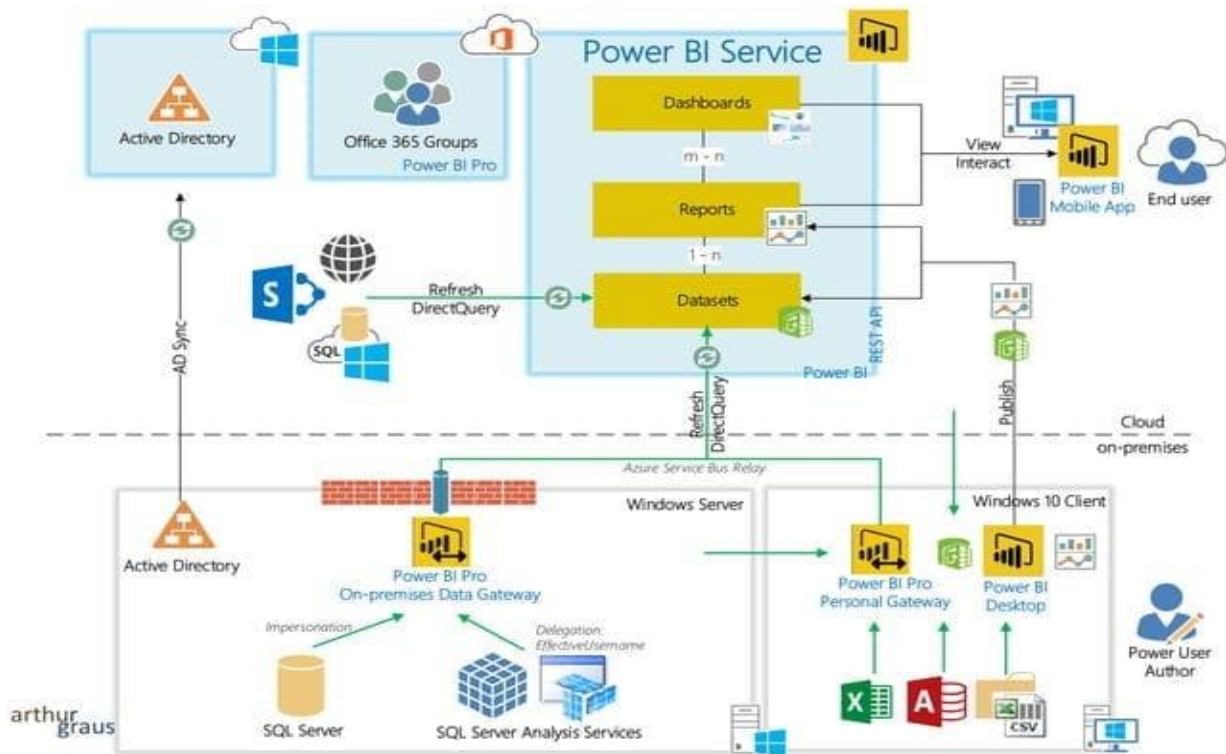 Power BI Service
Active Directory
Office 365 Groups
Power BI Pro
Dashboards
m - n
Reports
1 - n
Datasets
REST API
Power BI
View
Interact
Power BI
Mobile App
End user
S
SQL
Refresh
DirectQuery
AD Sync
Refresh
DirectQuery
Publish
Cloud
on-premises
Azure Service Bus Relay
Windows Server
Windows 10 Client
Active Directory
Power BI Pro
On-premises Data Gateway
Power BI Pro
Personal Gateway
Power BI
Desktop
Impersonation
Delegation:
EffectiveUsername
SQL Server
SQL Server Analysis Services
X
A
X
CSV
Power User
Author
arthur
graus